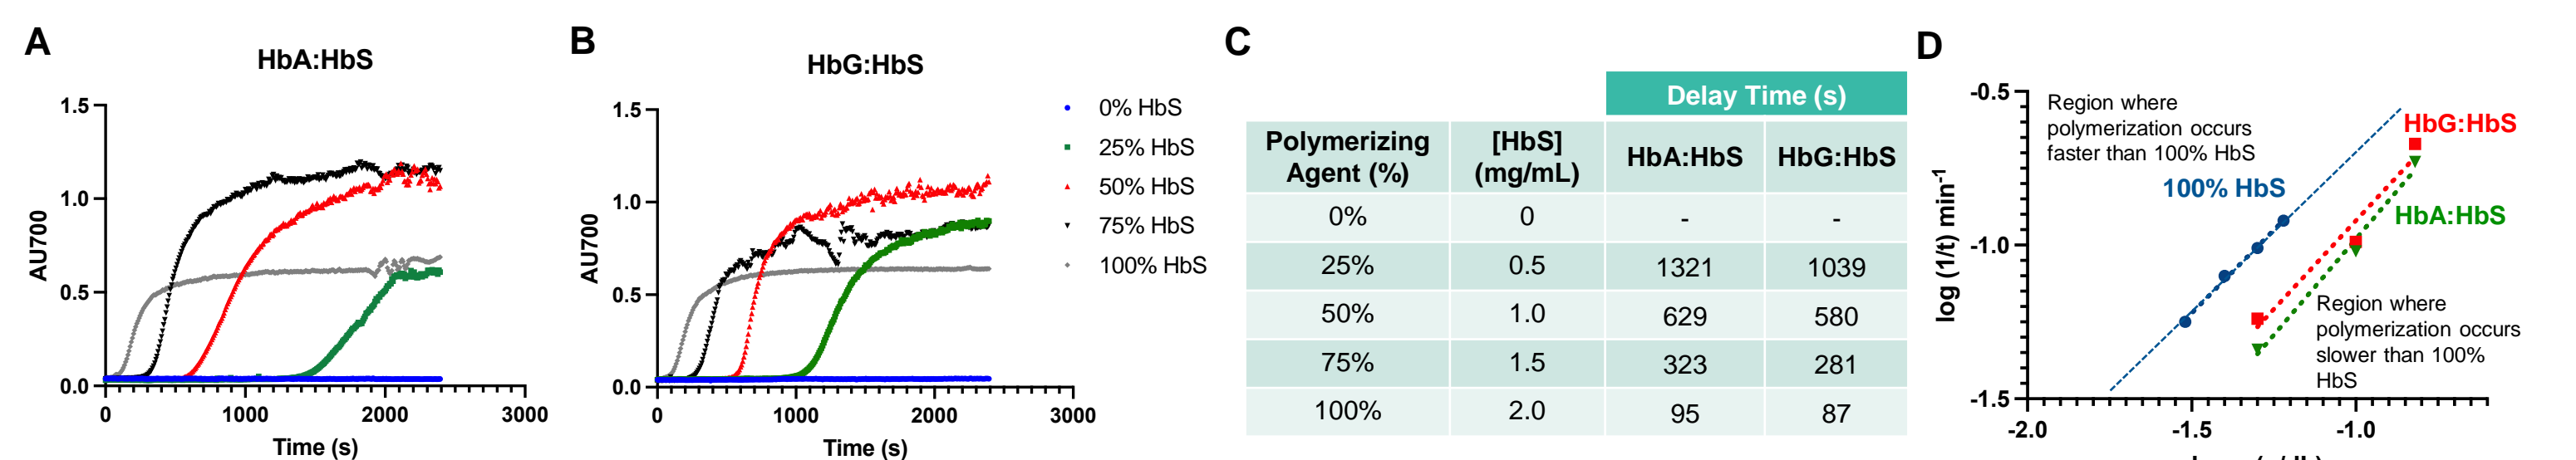 A
HbA:HbS
AU700
1.5
1.0
0.5
0.0
0
1000
2000
3000
Time (s)
B
HbG:HbS
AU700
1.5
1.0
0.5
0.0
0
1000
2000
3000
Time (s)
0% HbS
25% HbS
50% HbS
75% HbS
100% HbS
C
Delay Time (s)
Polymerizing Agent (%) [HbS] (mg/mL) HbA:HbS HbG:HbS
0% 0 - -
25% 0.5 1321 1039
50% 1.0 629 580
75% 1.5 323 281
100% 2.0 95 87
D
log (1/t) min-1
-0.5
-1.0
-1.5
-2.0
-1.5
-1.0
Region where
polymerization occurs
faster than 100% HbS
100% HbS
HbG:HbS
HbA:HbS
Region where
polymerization occurs
slower than 100%
HbS